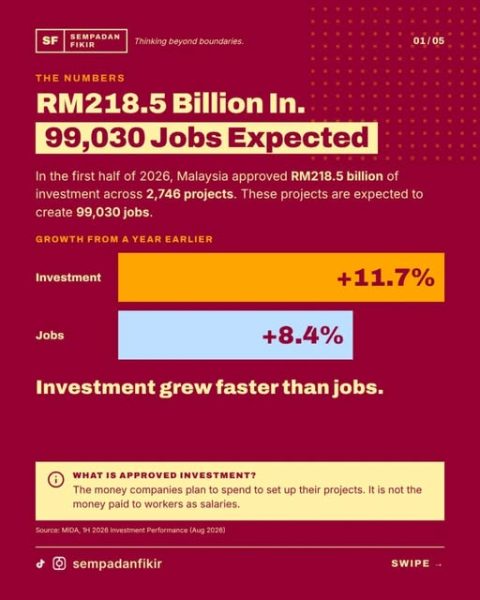 SF SEMPADAN FIKIR
Thinking beyond boundaries.
01/05
THE NUMBERS
RM218.5 Billion In.
99,030 Jobs Expected
In the first half of 2026, Malaysia approved RM218.5 billion of
investment across 2,746 projects. These projects are expected to
create 99,030 jobs.
GROWTH FROM A YEAR EARLIER
Investment +11.7%
Jobs +8.4%
Investment grew faster than jobs.
WHAT IS APPROVED INVESTMENT?
The money companies plan to spend to set up their projects. It is not the
money paid to workers as salaries.
Source: MIDA, 1H 2026 Investment Performance (Aug 2026)
sempadanfikir
SWIPE →